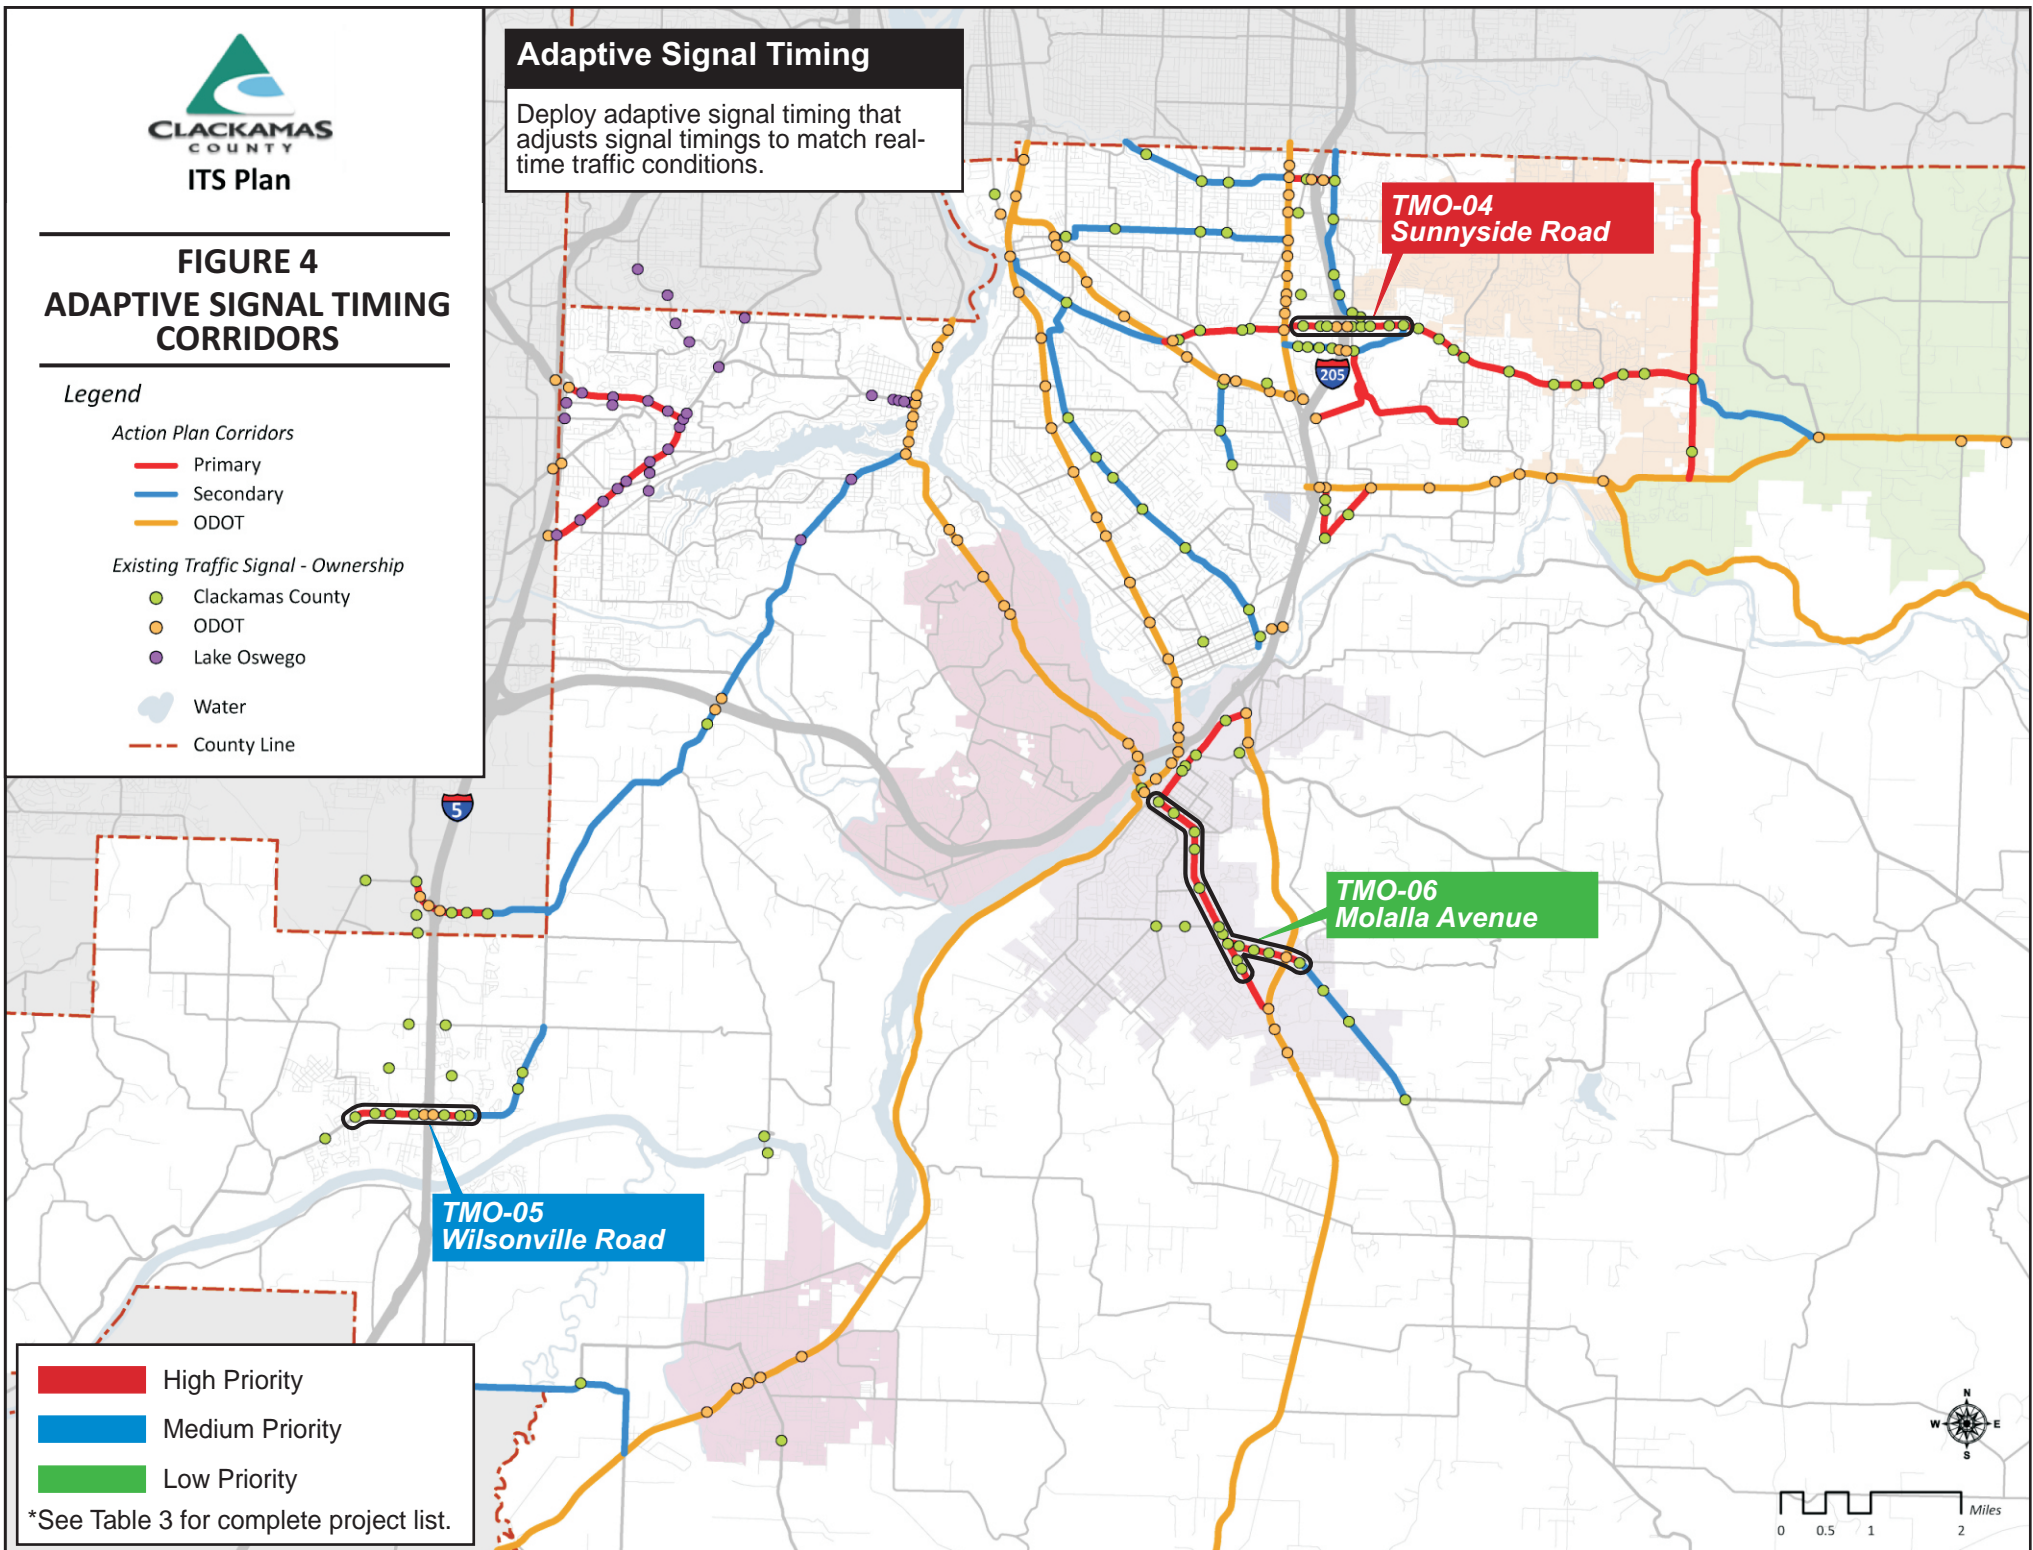 CLACKAMAS
COUNTY
ITS Plan
FIGURE 4
ADAPTIVE SIGNAL TIMING
CORRIDORS
Legend
Action Plan Corridors
Primary
Secondary
ODOT
Existing Traffic Signal - Ownership
Clackamas County
ODOT
Lake Oswego
Water
County Line
Adaptive Signal Timing
Deploy adaptive signal timing that
adjusts signal timings to match real-
time traffic conditions.
TMO-04
Sunnyside Road
205
5
TMO-06
Molalla Avenue
TMO-05
Wilsonville Road
High Priority
Medium Priority
Low Priority
*See Table 3 for complete project list.
N
W E
S
Miles
0 0.5 1 2